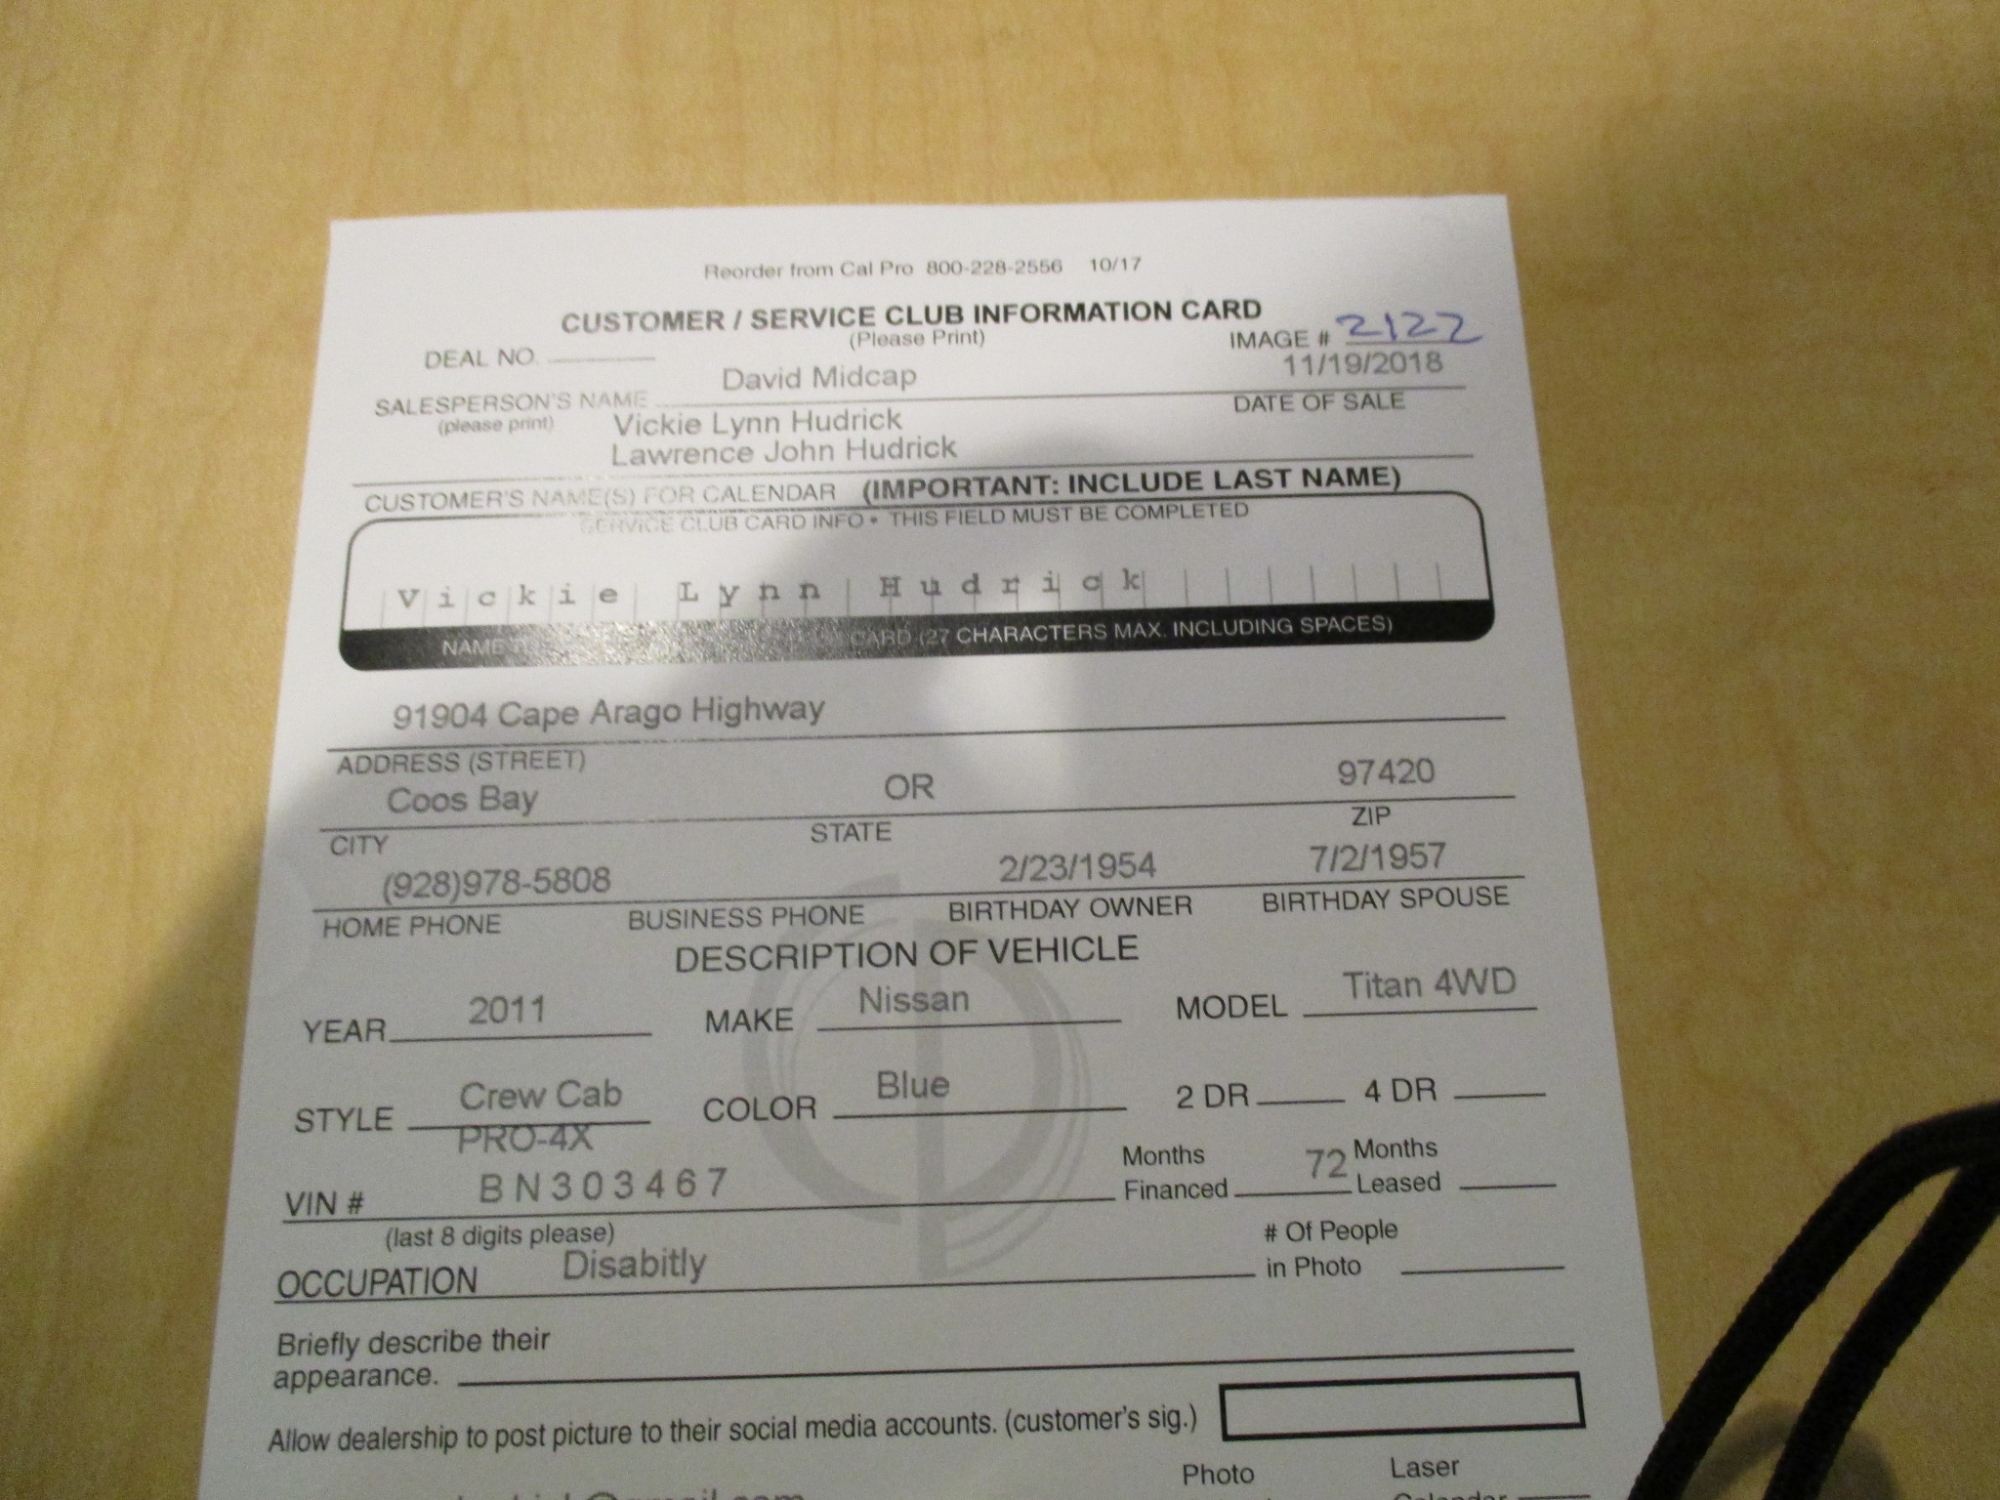 Reorder from Cal Pro 800-228-2556 10/17
CUSTOMER / SERVICE CLUB INFORMATION CARD
(Please Print)
DEAL NO.
IMAGE # 2122
David Midcap
11/19/2018
SALESPERSON'S NAME
DATE OF SALE
(please print)
Vickie Lynn Hudrick
Lawrence John Hudrick
CUSTOMER'S NAME(S) FOR CALENDAR (IMPORTANT: INCLUDE LAST NAME)
SERVICE CLUB CARD INFO • THIS FIELD MUST BE COMPLETED
Vickie Lynn Hudrick
NAME CARD (27 CHARACTERS MAX. INCLUDING SPACES)
91904 Cape Arago Highway
ADDRESS (STREET)
Coos Bay OR 97420
CITY STATE ZIP
(928)978-5808 2/23/1954 7/2/1957
HOME PHONE BUSINESS PHONE BIRTHDAY OWNER BIRTHDAY SPOUSE
DESCRIPTION OF VEHICLE
YEAR 2011 MAKE Nissan MODEL Titan 4WD
STYLE Crew Cab COLOR Blue 2 DR 4 DR
PRO-4X
VIN # BN303467 Months Financed 72 Months Leased
(last 8 digits please)
OCCUPATION Disabitly # Of People in Photo
Briefly describe their
appearance.
Allow dealership to post picture to their social media accounts. (customer's sig.)
Photo Laser